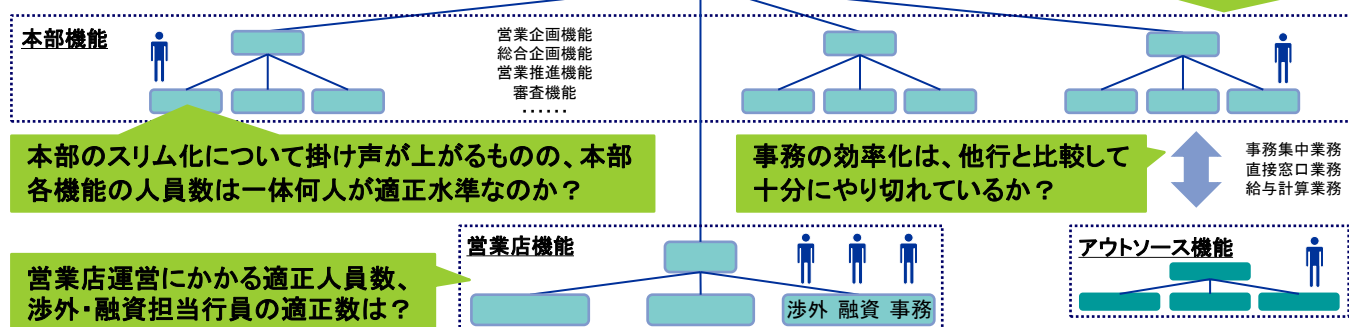 本部機能
営業企画機能
総合企画機能
営業推進機能
審査機能
……
本部のスリム化について掛け声が上がるものの、本部
各機能の人員数は一体何人が適正水準なのか？
事務の効率化は、他行と比較して
十分にやり切れているか？
事務集中業務
直接窓口業務
給与計算業務
営業店機能
渉外 融資 事務
アウトソース機能
営業店運営にかかる適正人員数、
渉外・融資担当行員の適正数は？